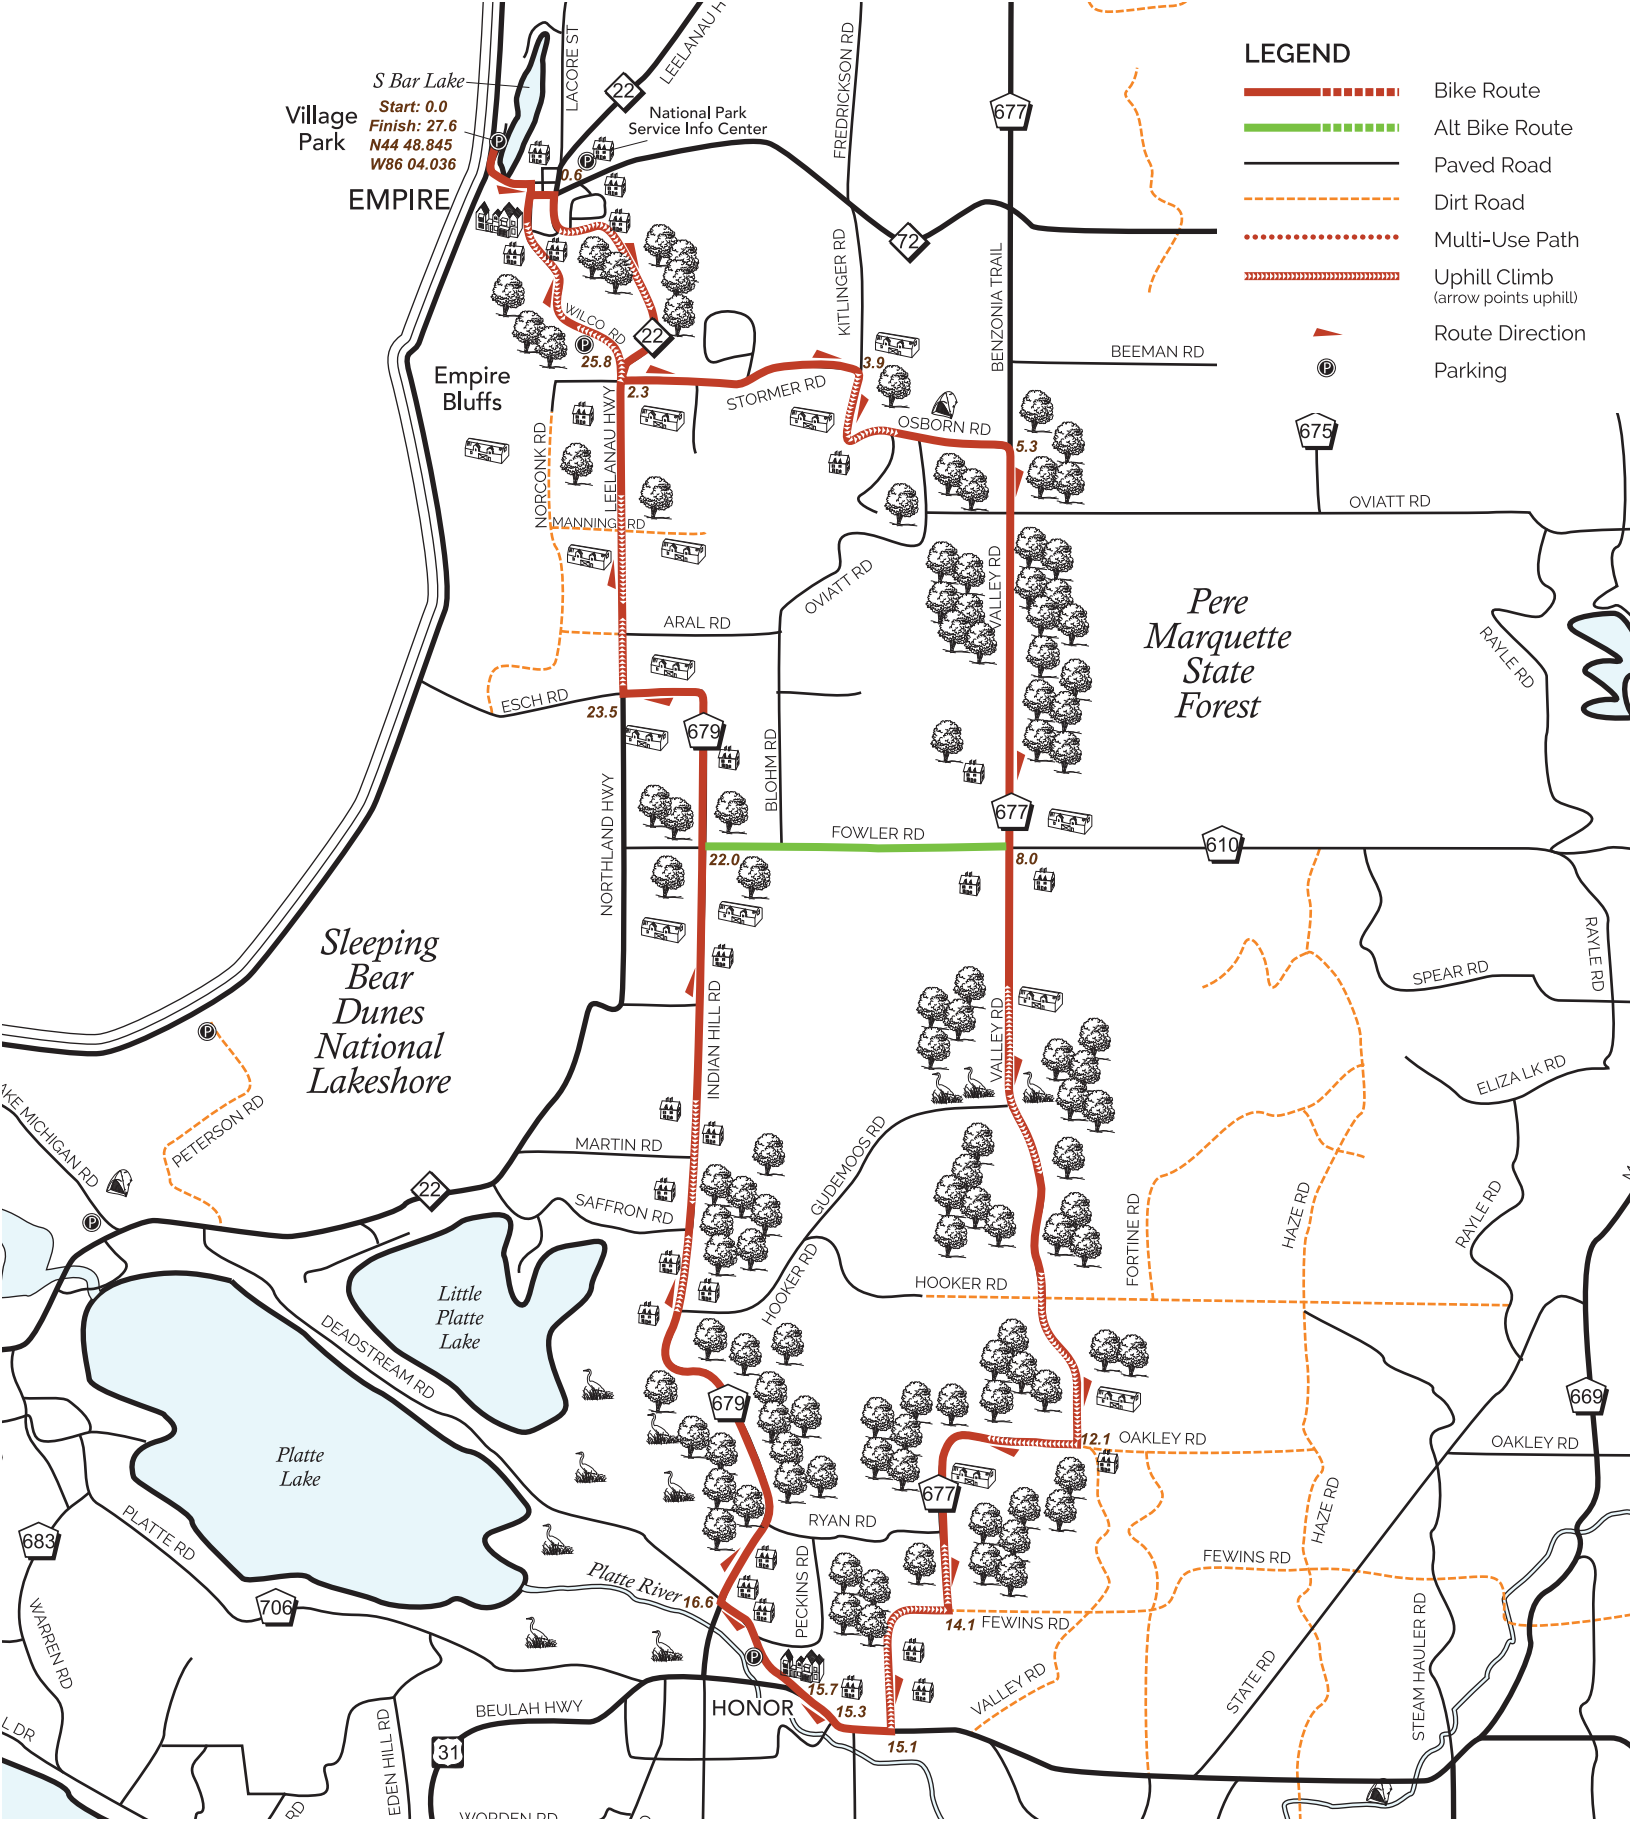 LACORE ST
LEELANAU H
22
FREDRICKSON RD
677
S Bar Lake
Village
Park
Start: 0.0
Finish: 27.6
N44 48.845
W86 04.036
National Park
Service Info Center
EMPIRE
0.6
LEGEND
Bike Route
Alt Bike Route
Paved Road
Dirt Road
Multi-Use Path
Uphill Climb
(arrow points uphill)
Route Direction
Parking
P
P
P
72
KITLINGER RD
BENZONIA TRAIL
WILCO RD
22
P
25.8
2.3
3.9
STORMER RD
BEEMAN RD
Empire
Bluffs
OSBORN RD
5.3
675
NORCONK RD
LEELANAU HWY
MANNING RD
OVIATT RD
OVIATT RD
VALLEY RD
Pere
Marquette
State
Forest
ARAL RD
RAYLE RD
ESCH RD
23.5
679
BLOHM RD
NORTHLAND HWY
677
FOWLER RD
610
22.0
8.0
Sleeping
Bear
Dunes
National
Lakeshore
INDIAN HILL RD
VALLEY RD
SPEAR RD
RAYLE RD
ELIZA LK RD
P
PETERSON RD
AKE MICHIGAN RD
P
MARTIN RD
22
SAFFRON RD
GUDEMOOS RD
HOOKER RD
HOOKER RD
FORTINE RD
HAZE RD
RAYLE RD
Little
Platte
Lake
DEADSTREAM RD
679
669
12.1
OAKLEY RD
OAKLEY RD
Platte
Lake
677
HAZE RD
PLATTE RD
683
RYAN RD
PECKINS RD
FEWINS RD
Platte River
16.6
706
WARREN RD
14.1
FEWINS RD
P
15.7
15.3
15.1
HONOR
VALLEY RD
STATE RD
STEAM HAULER RD
BEULAH HWY
31
EDEN HILL RD
L DR
RD
WORDEN RD